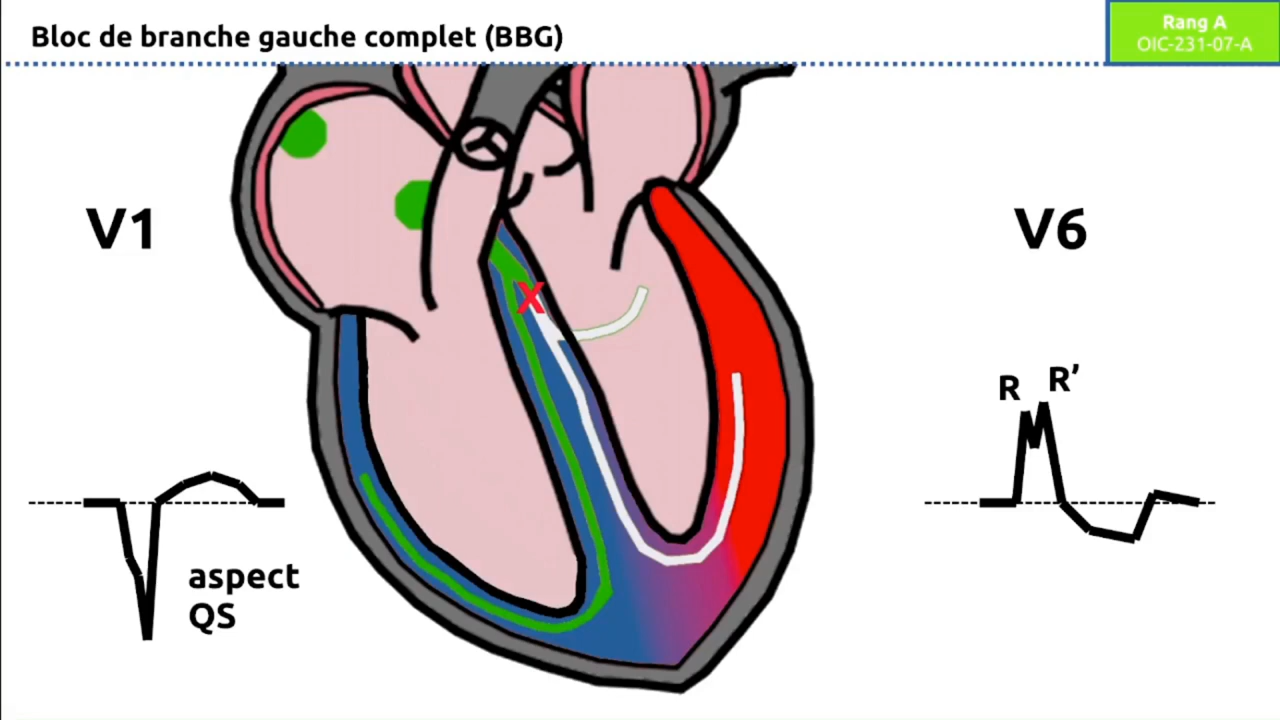 Bloc de branche gauche complet (BBG)
Rang A
OIC-231-07-A
V1
V6
X
R R’
aspect
QS